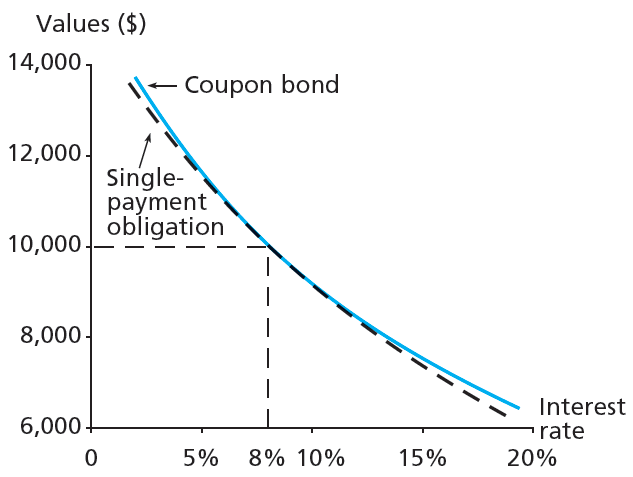 Values ($)
14,000
Coupon bond
12,000
Single-
payment
obligation
10,000
8,000
6,000
Interest
rate
0 5% 8% 10% 15% 20%